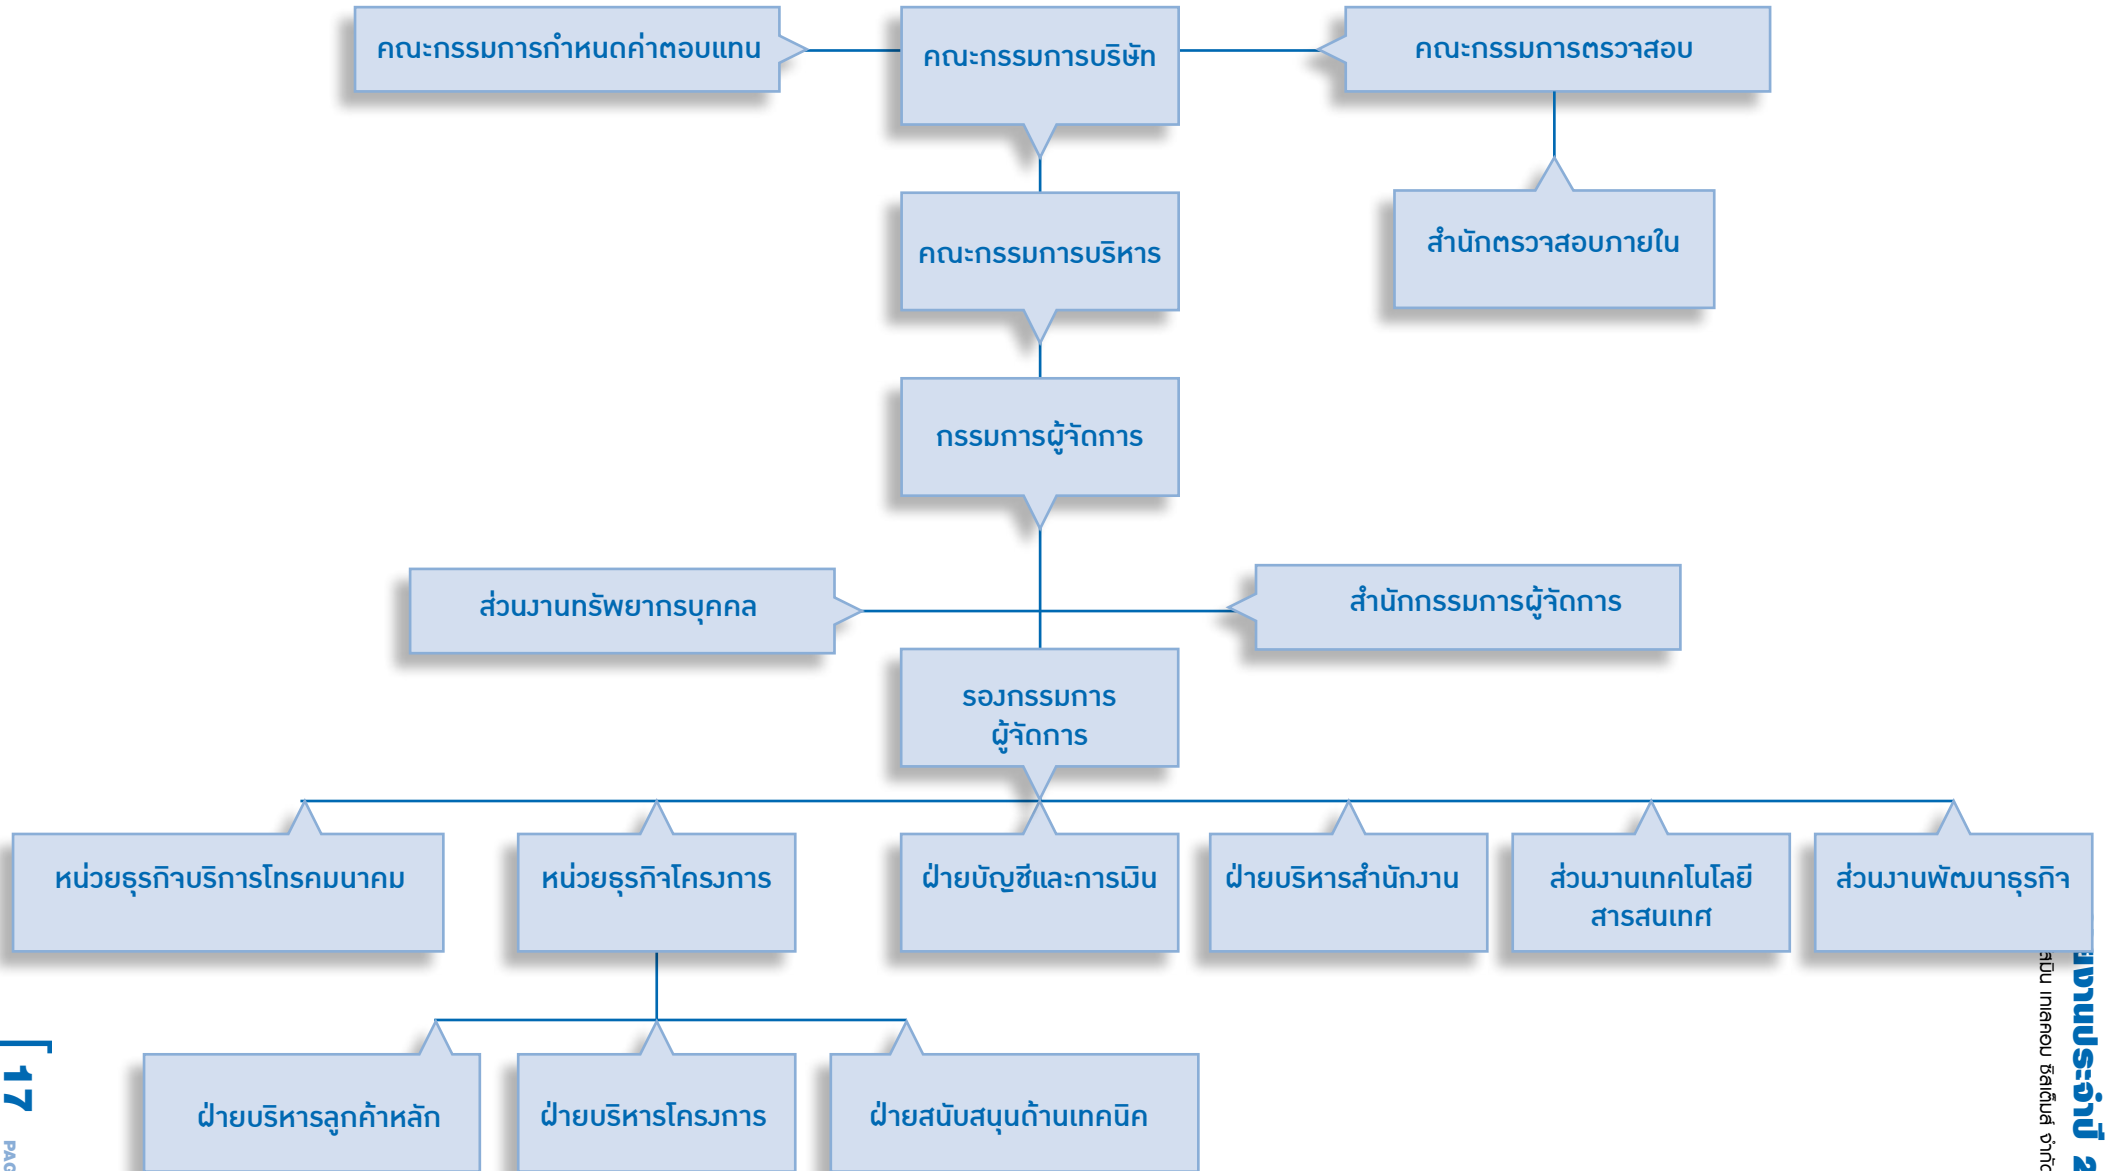 คณะกรรมการกำหนดค่าตอบแทน
คณะกรรมการบริษัท
คณะกรรมการตรวจสอบ
คณะกรรมการบริหาร
สำนักตรวจสอบภายใน
กรรมการผู้จัดการ
ส่วนงานทรัพยากรบุคคล
สำนักกรรมการผู้จัดการ
รองกรรมการ
ผู้จัดการ
หน่วยธุรกิจบริการโทรคมนาคม
หน่วยธุรกิจโครงการ
ฝ่ายบัญชีและการเงิน
ฝ่ายบริหารสำนักงาน
ส่วนงานเทคโนโลยี
สารสนเทศ
ส่วนงานพัฒนาธุรกิจ
ฝ่ายบริหารลูกค้าหลัก
ฝ่ายบริหารโครงการ
ฝ่ายสนับสนุนด้านเทคนิค
17
เทเลคอม ซิสเต็มส์